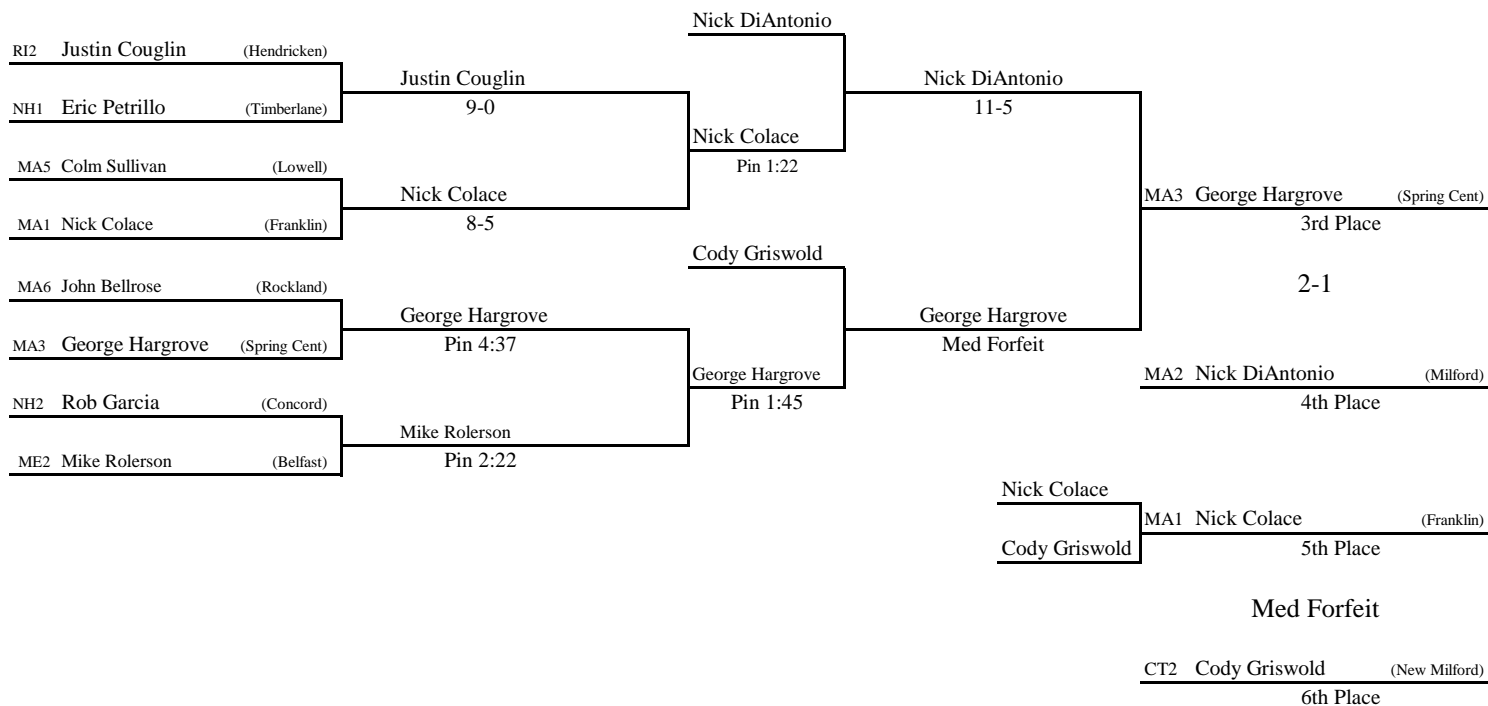 Nick DiAntonio
RI2 Justin Couglin (Hendricken)
Justin Couglin
Nick DiAntonio
NH1 Eric Petrillo (Timberlane)
9-0
11-5
Nick Colace
MA5 Colm Sullivan (Lowell)
Pin 1:22
Nick Colace
MA3 George Hargrove (Spring Cent)
MA1 Nick Colace (Franklin)
8-5
3rd Place
Cody Griswold
MA6 John Bellrose (Rockland)
2-1
George Hargrove
George Hargrove
MA3 George Hargrove (Spring Cent)
Pin 4:37
Med Forfeit
George Hargrove
MA2 Nick DiAntonio (Milford)
NH2 Rob Garcia (Concord)
Pin 1:45
4th Place
Mike Rolerson
ME2 Mike Rolerson (Belfast)
Pin 2:22
Nick Colace
MA1 Nick Colace (Franklin)
Cody Griswold
5th Place
Med Forfeit
CT2 Cody Griswold (New Milford)
6th Place